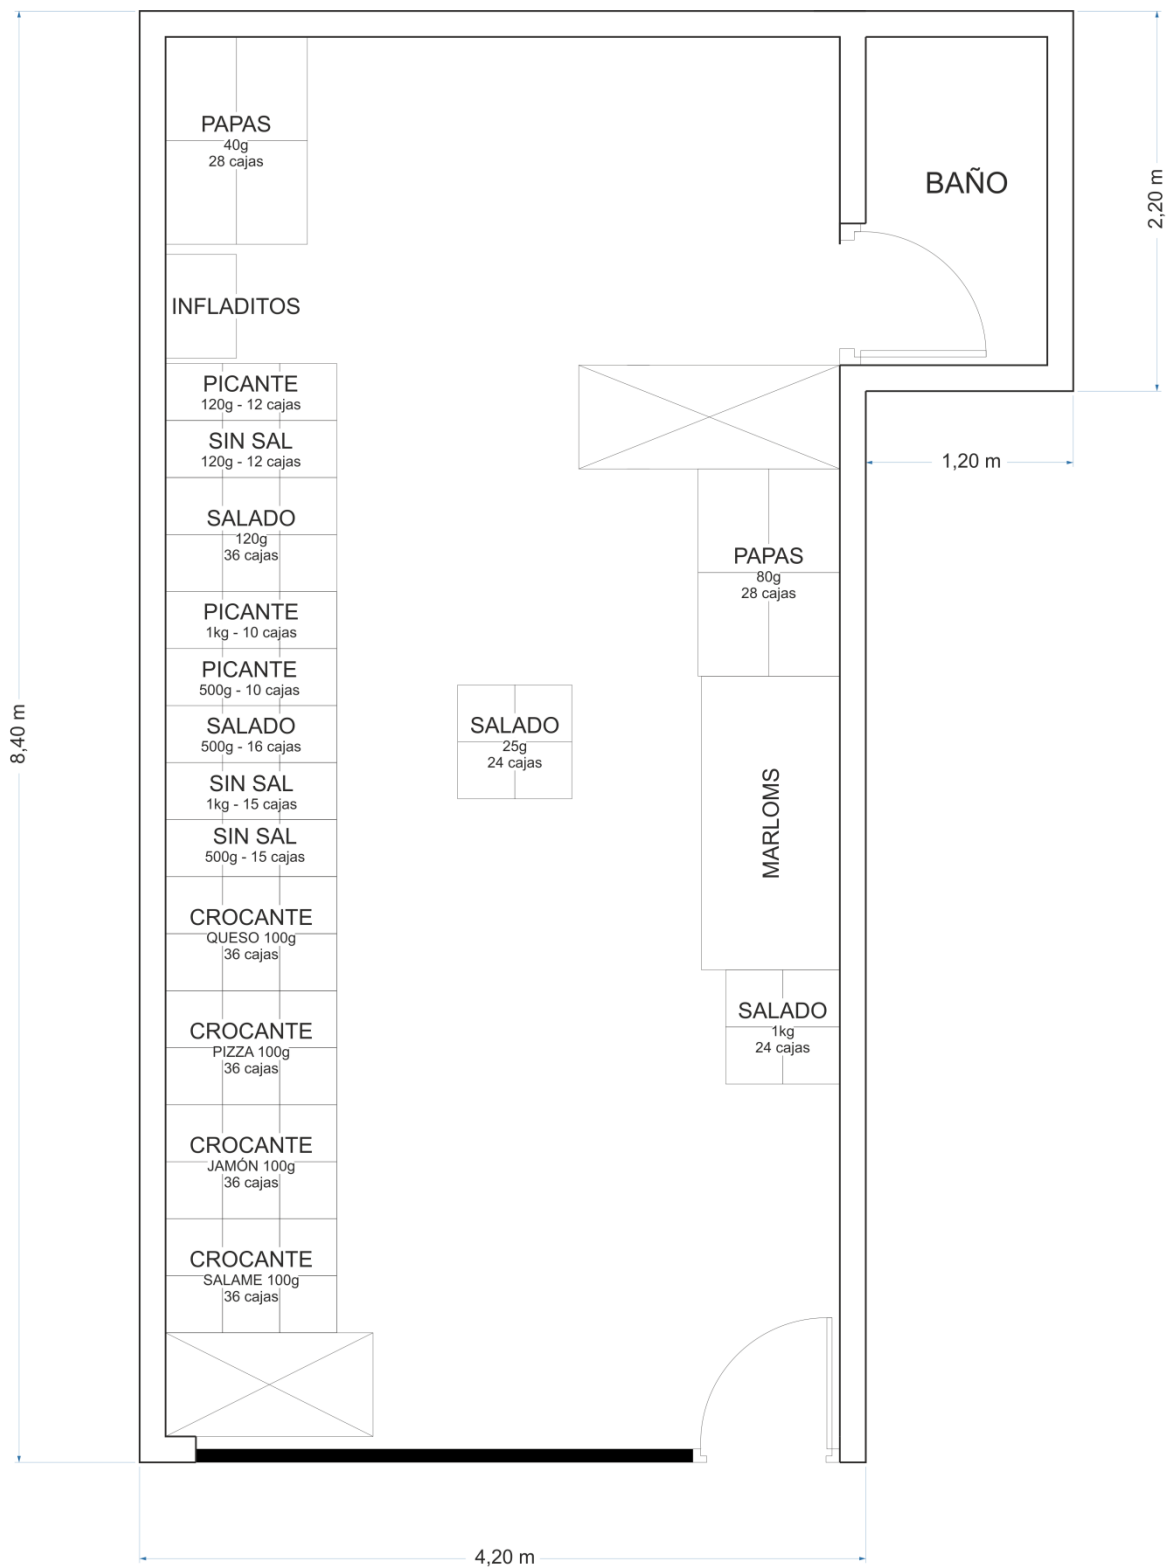 PAPAS
40g
28 cajas
BAÑO
2,20 m
INFLADITOS
PICANTE
120g - 12 cajas
SIN SAL
120g - 12 cajas
1,20 m
SALADO
120g
36 cajas
PAPAS
80g
28 cajas
PICANTE
1kg - 10 cajas
PICANTE
500g - 10 cajas
SALADO
500g - 16 cajas
SALADO
25g
24 cajas
8,40 m
SIN SAL
1kg - 15 cajas
MARLOMS
SIN SAL
500g - 15 cajas
CROCANTE
QUESO 100g
36 cajas
SALADO
1kg
24 cajas
CROCANTE
PIZZA 100g
36 cajas
CROCANTE
JAMÓN 100g
36 cajas
CROCANTE
SALAME 100g
36 cajas
4,20 m